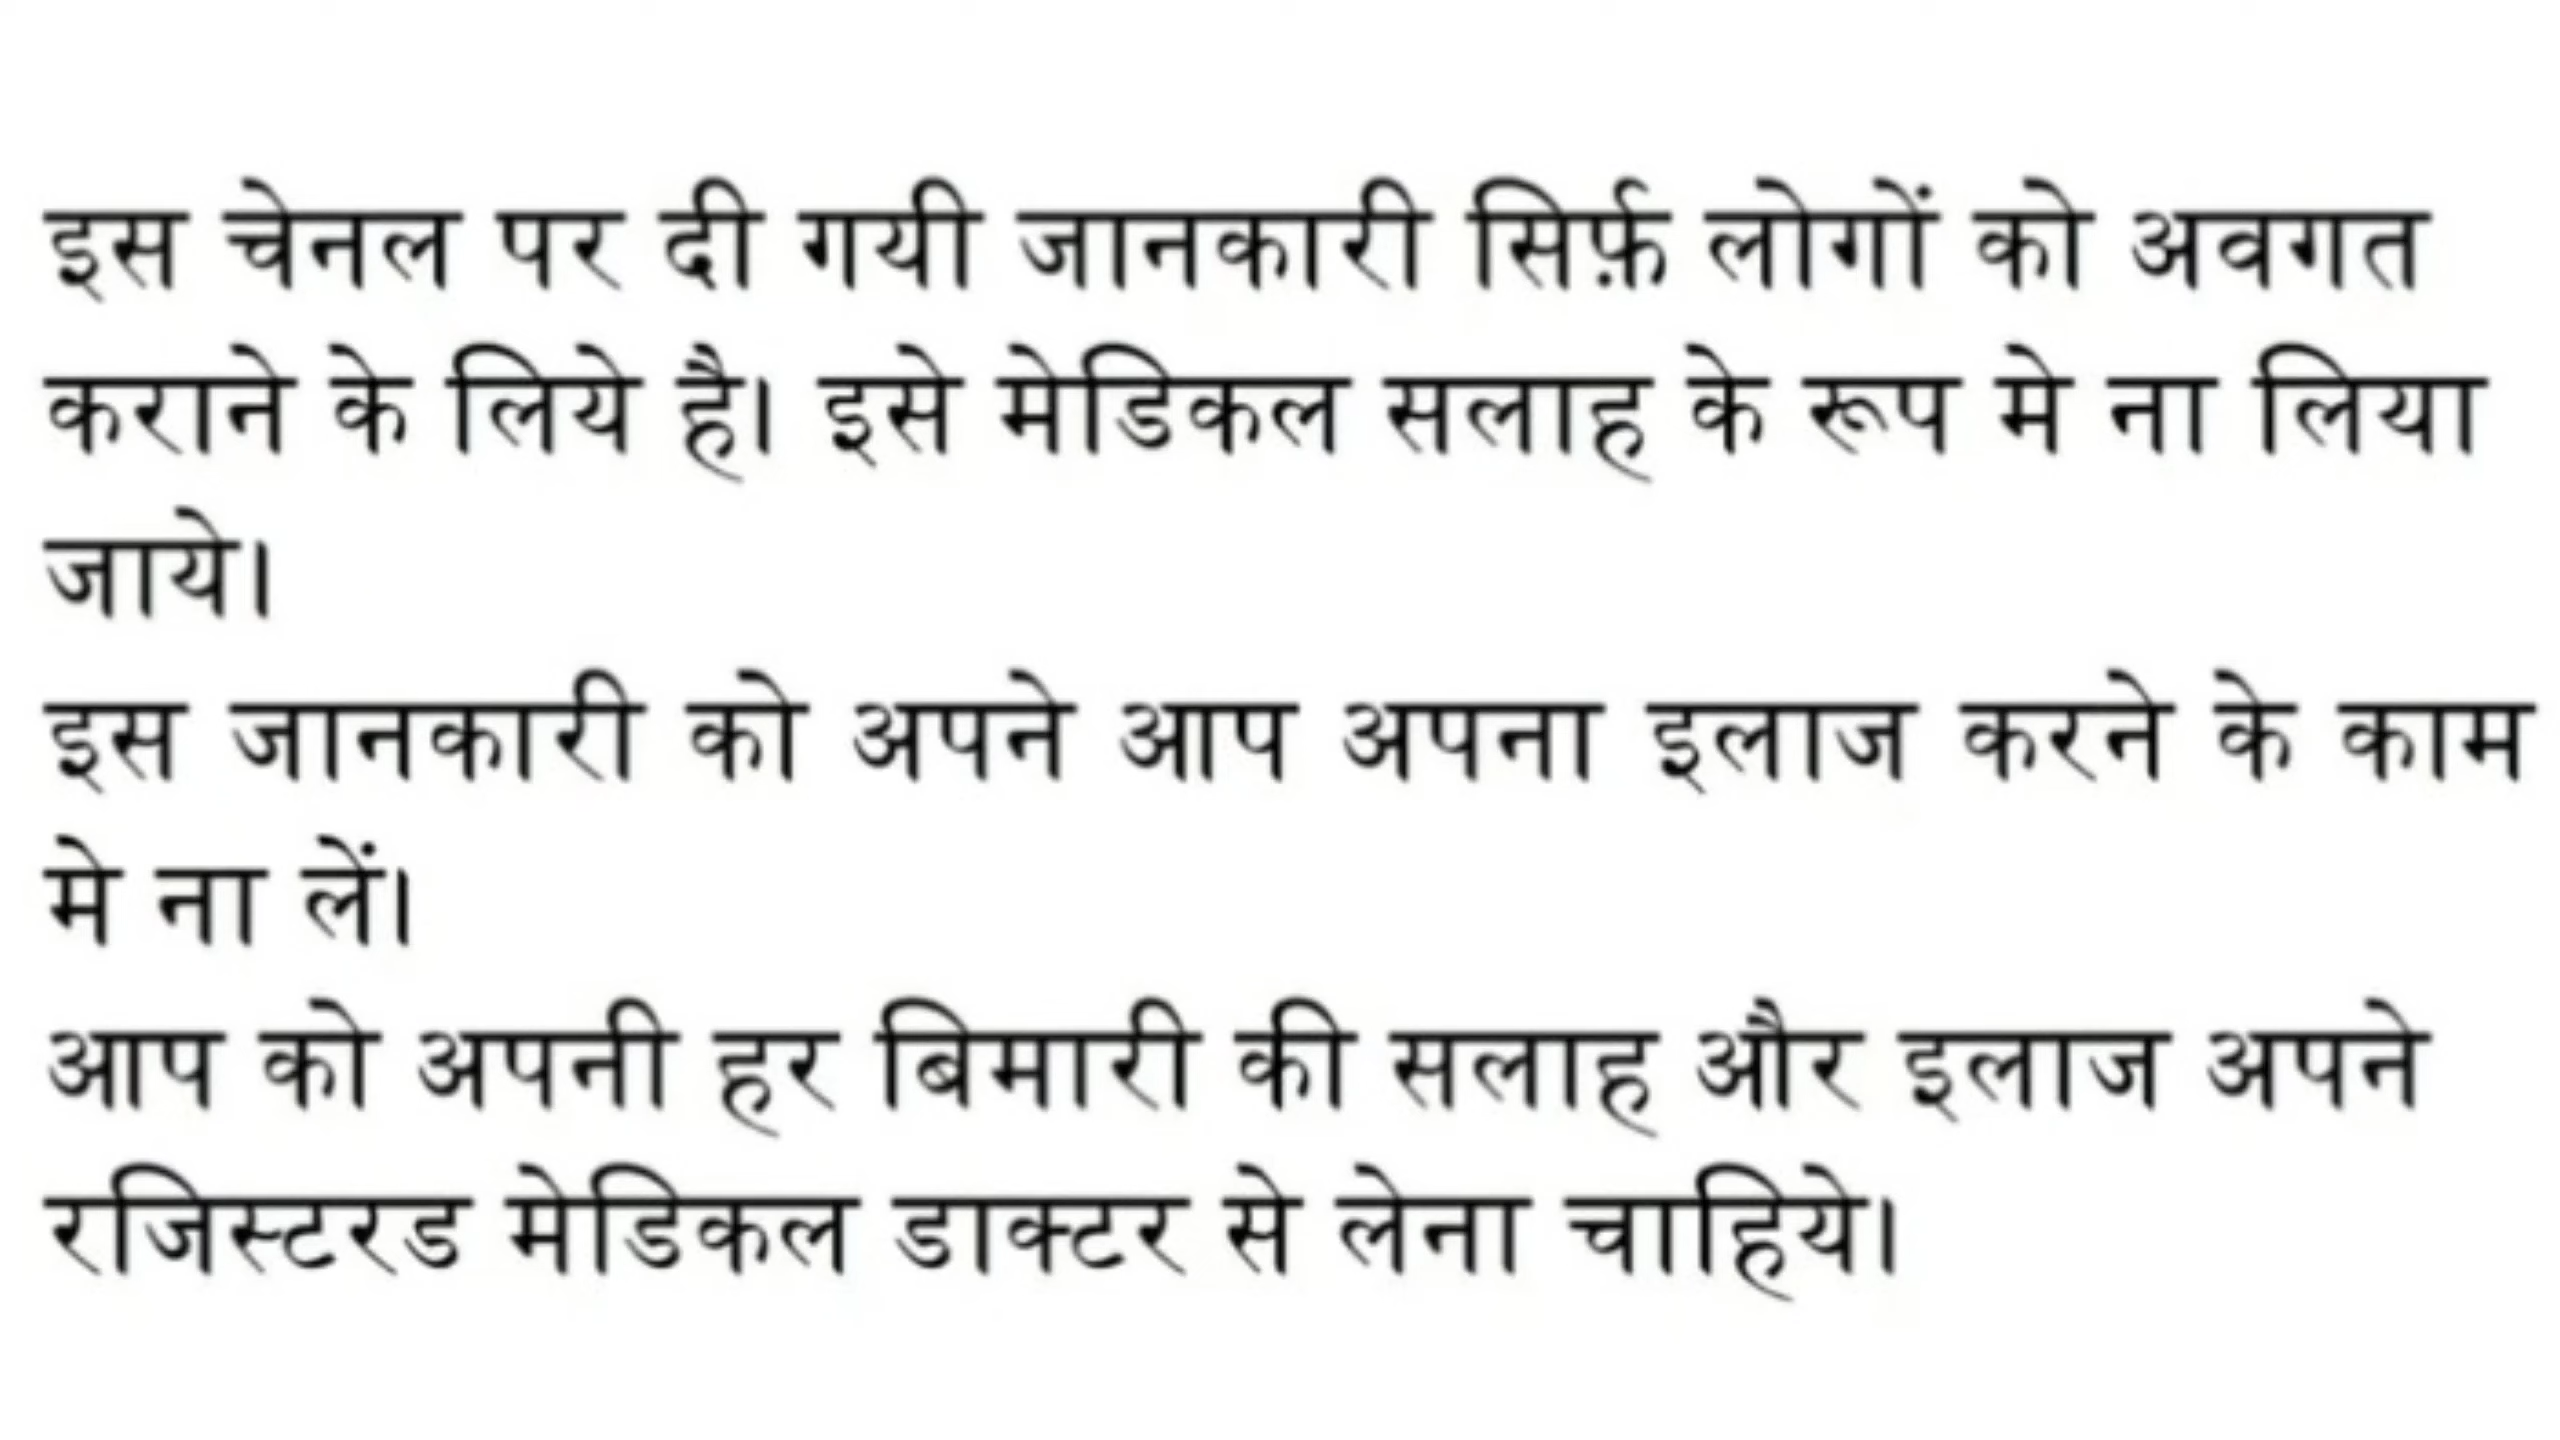 इस चेनल पर दी गयी जानकारी सिर्फ़ लोगों को अवगत
कराने के लिये है। इसे मेडिकल सलाह के रूप मे ना लिया
जाये।
इस जानकारी को अपने आप अपना इलाज करने के काम
मे ना लें।
आप को अपनी हर बिमारी की सलाह और इलाज अपने
रजिस्टरड मेडिकल डाक्टर से लेना चाहिये।